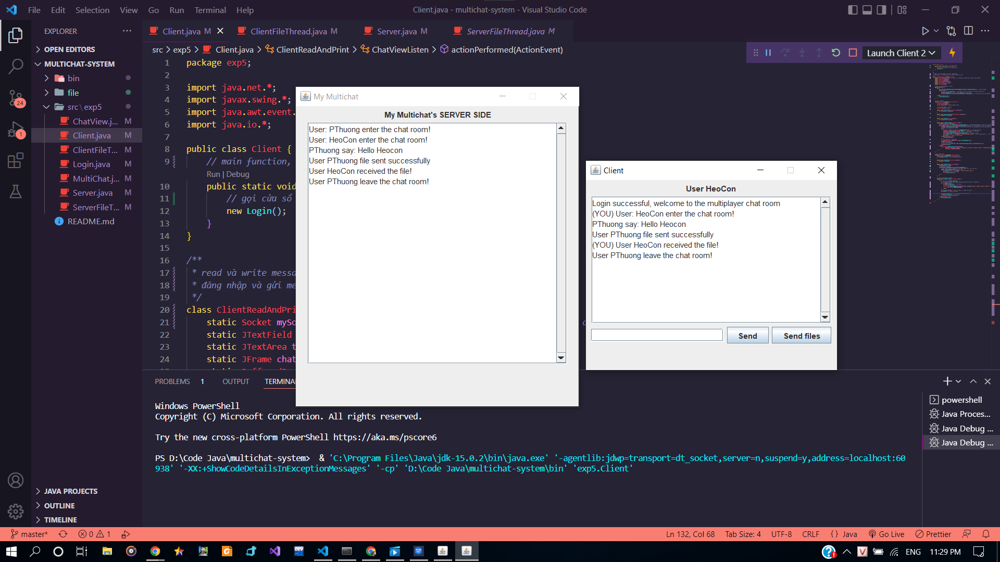 File Edit Selection View Go Run Terminal Help
Client.java - multichat-system - Visual Studio Code
EXPLORER
OPEN EDITORS
MULTICHAT-SYSTEM
bin
file
src \ exp5
ChatView.j... M
Client.java M
ClientFileT... M
Login.java M
MultiChat.j... M
Server.java M
ServerFileT... M
README.md
24
1
JAVA PROJECTS
OUTLINE
TIMELINE
Client.java M
ClientFileThread.java M
Server.java M
ServerFileThread.java M
src > exp5 > Client.java > ClientReadAndPrint > ChatViewListen > actionPerformed(ActionEvent)
Launch Client 2
1 package exp5;
2
3 import java.net.*;
4 import javax.swing.*;
5 import java.awt.event.
6 import java.io.*;
7
8 public class Client {
9 // main function,
Run | Debug
10 public static void
11 // gọi cửa sổ
12 new Login();
13 }
14 }
15
16 /**
17 * read và write messa
18 * đăng nhập và gửi me
19 */
20 class ClientReadAndPri
21 static Socket mySo
22 static JTextField
23 static JTextArea t
24 static JFrame chat
My Multichat
My Multichat's SERVER SIDE
User: PThuong enter the chat room!
User: HeoCon enter the chat room!
PThuong say: Hello Heocon
User PThuong file sent successfully
User HeoCon received the file!
User PThuong leave the chat room!
Client
User HeoCon
Login successful, welcome to the multiplayer chat room
(YOU) User: HeoCon enter the chat room!
PThuong say: Hello Heocon
User PThuong file sent successfully
(YOU) User HeoCon received the file!
User PThuong leave the chat room!
Send
Send files
PROBLEMS 1 OUTPUT TERMINA
Windows PowerShell
Copyright (C) Microsoft Corporation. All rights reserved.
Try the new cross-platform PowerShell https://aka.ms/pscore6
PS D:\Code Java\multichat-system> & 'C:\Program Files\Java\jdk-15.0.2\bin\java.exe' '-agentlib:jdwp=transport=dt_socket,server=n,suspend=y,address=localhost:60
938' '-XX:+ShowCodeDetailsInExceptionMessages' '-cp' 'D:\Code Java\multichat-system\bin' 'exp5.Client'
powershell
Java Proces...
Java Debug ...
Java Debug ...
master* 0 1
Ln 132, Col 68 Tab Size: 4 UTF-8 CRLF {} Java Go Live Prettier
ENG 11:29 PM